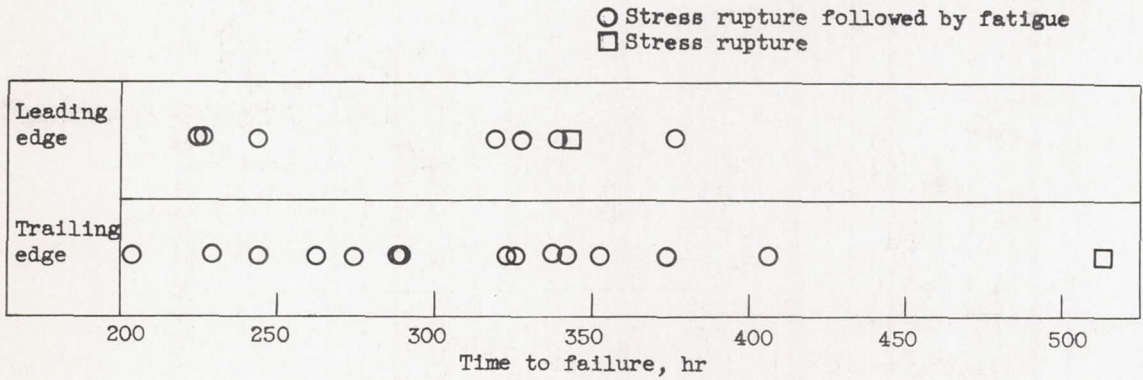 Stress rupture followed by fatigue
Stress rupture
Leading
edge
Trailing
edge
200 250 300 350 400 450 500
Time to failure, hr